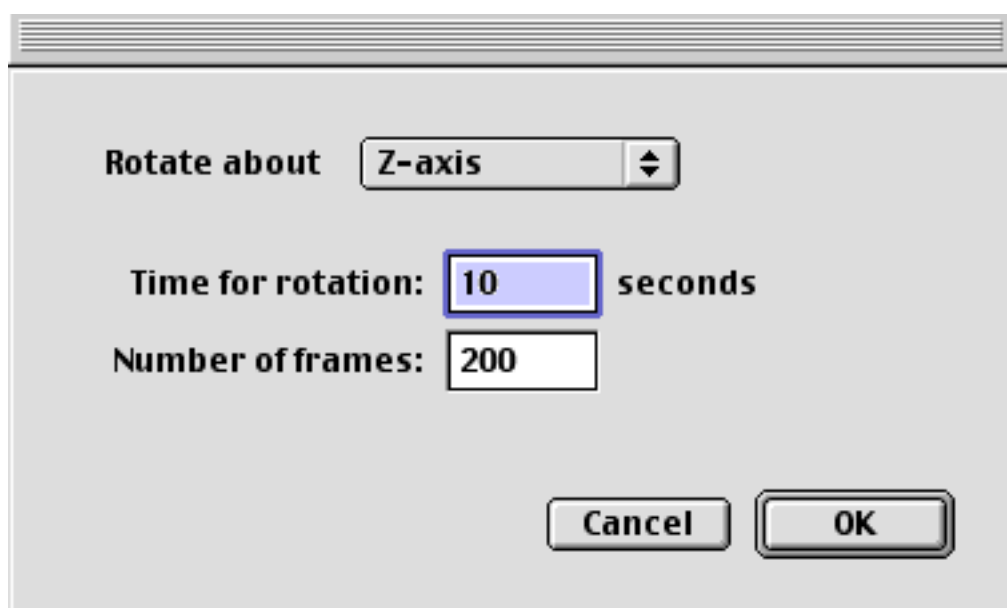 Rotate about Z-axis
Time for rotation: 10 seconds
Number of frames: 200
Cancel OK